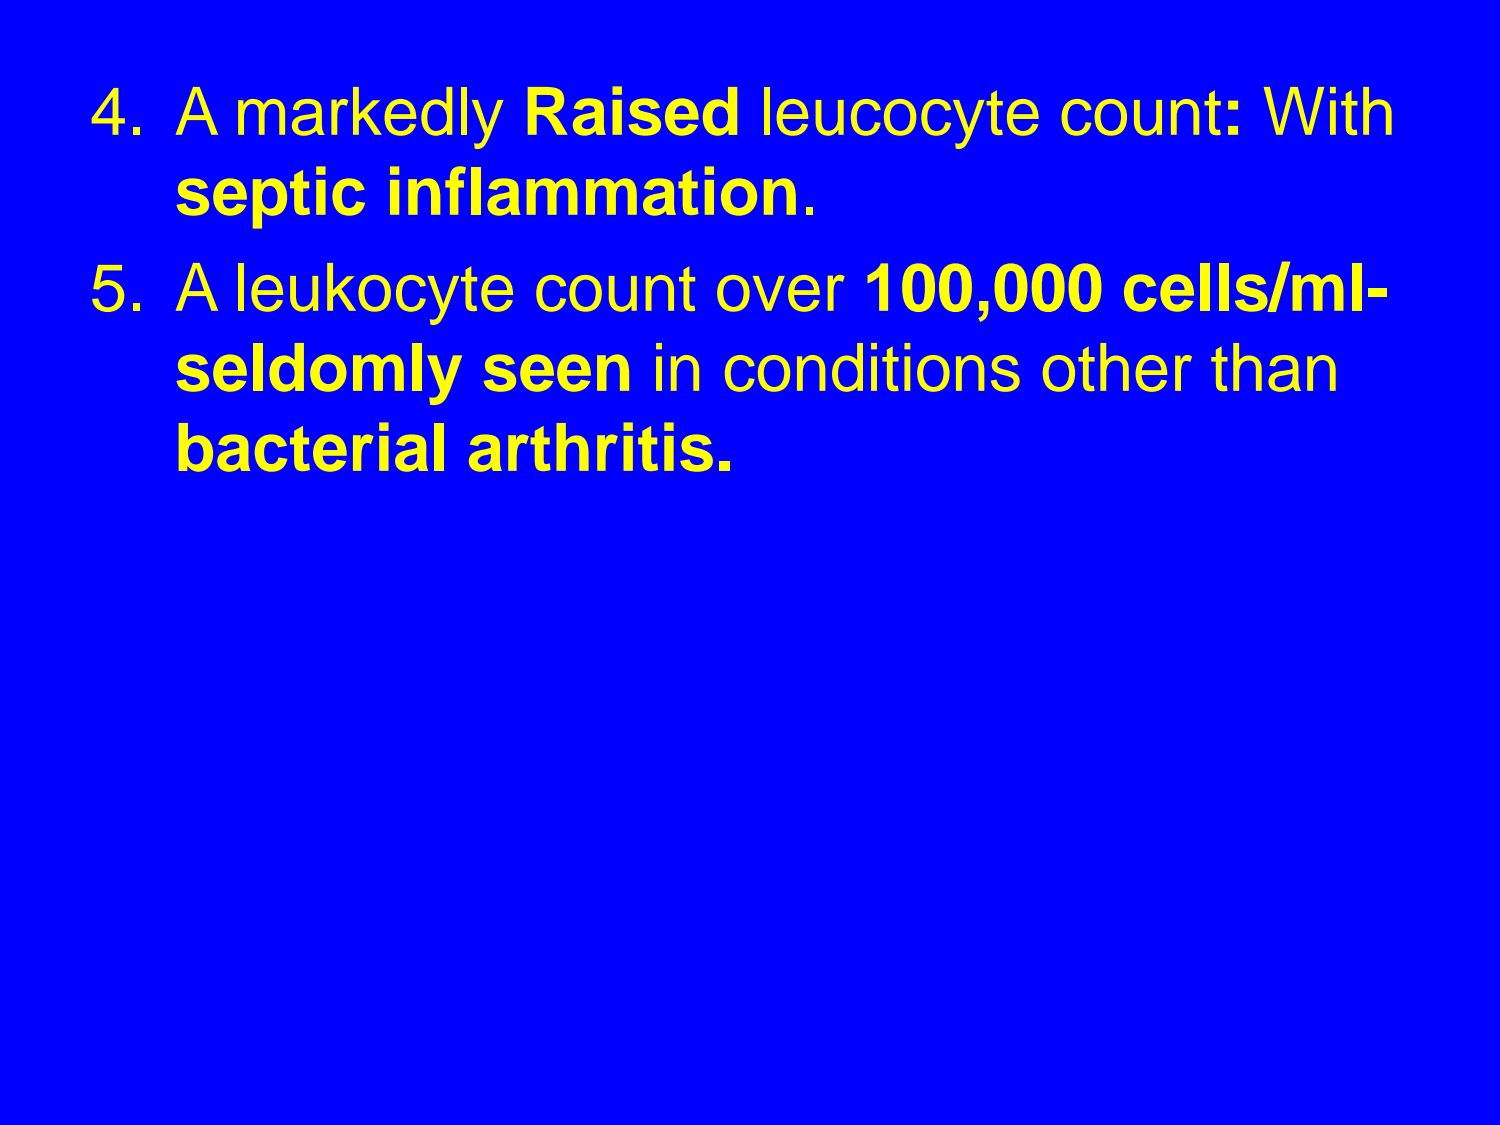 4. A markedly Raised leucocyte count: With
septic inflammation.
5. A leukocyte count over 100,000 cells/ml-
seldomly seen in conditions other than
bacterial arthritis.